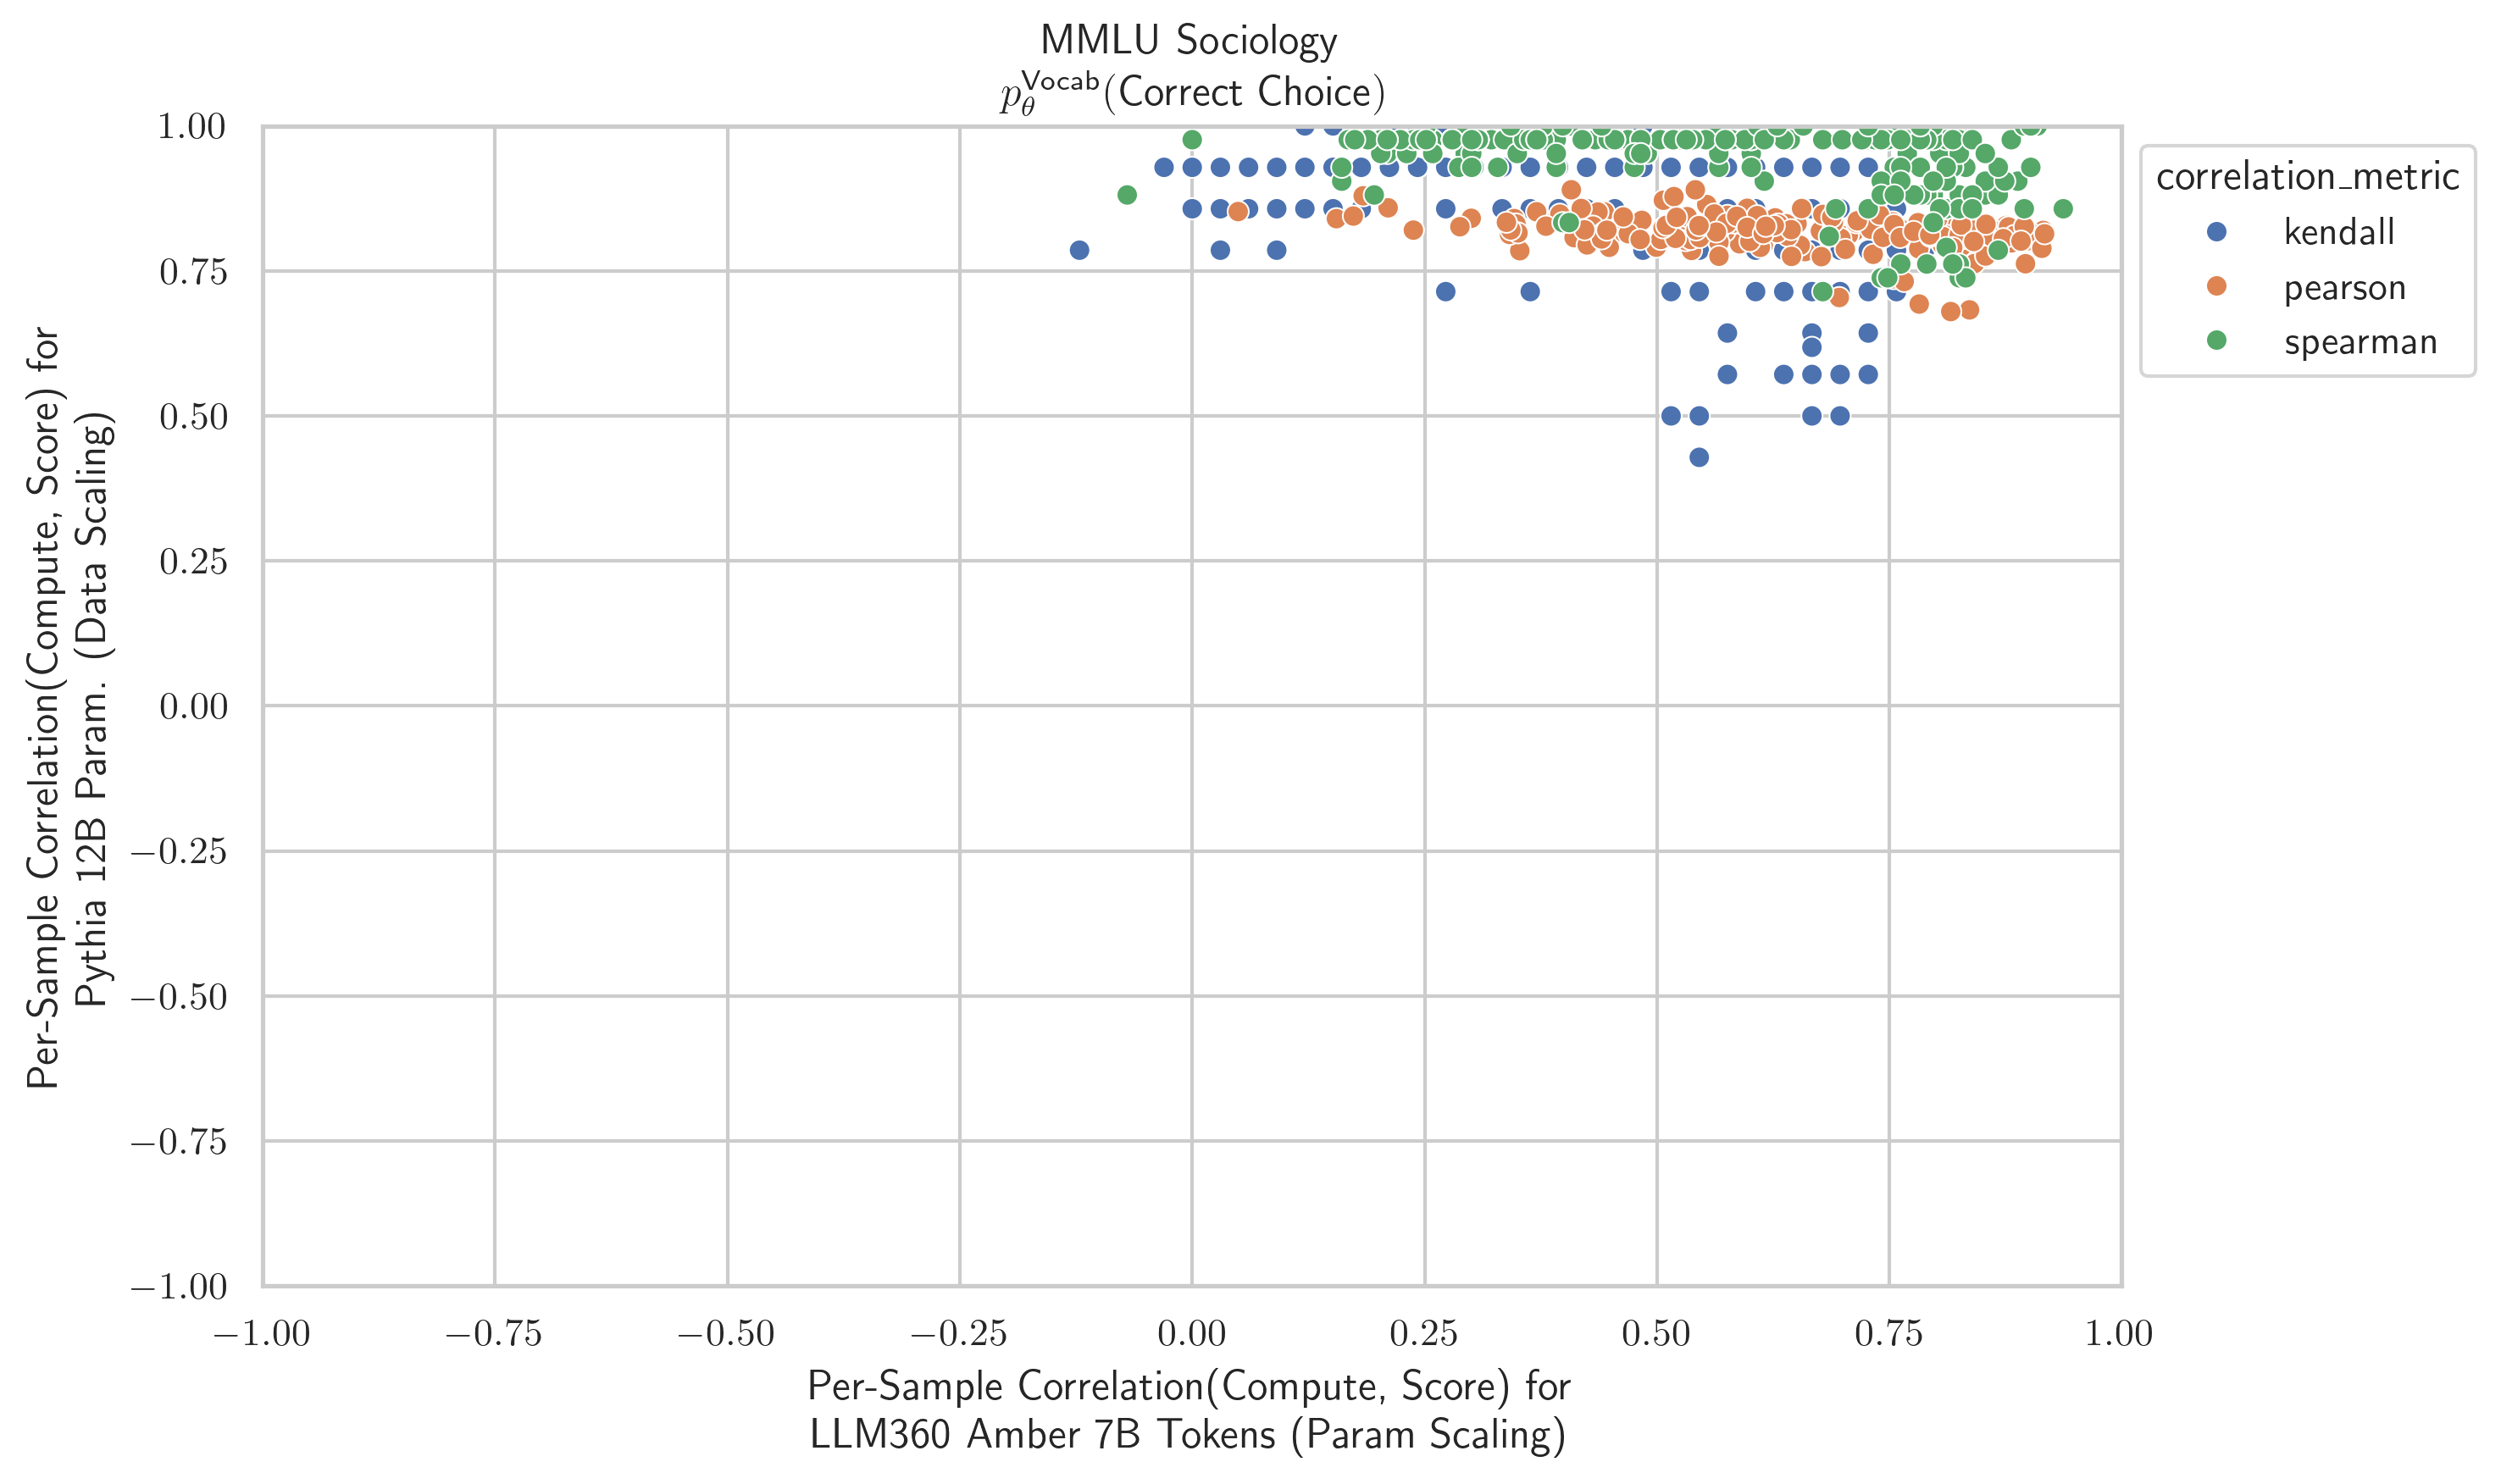 MMLU Sociology
p_θ^Vocab(Correct Choice)
Per-Sample Correlation(Compute, Score) for
Pythia 12B Param. (Data Scaling)
1.00
0.75
0.50
0.25
0.00
−0.25
−0.50
−0.75
−1.00
−1.00
−0.75
−0.50
−0.25
0.00
0.25
0.50
0.75
1.00
Per-Sample Correlation(Compute, Score) for
LLM360 Amber 7B Tokens (Param Scaling)
correlation_metric
kendall
pearson
spearman